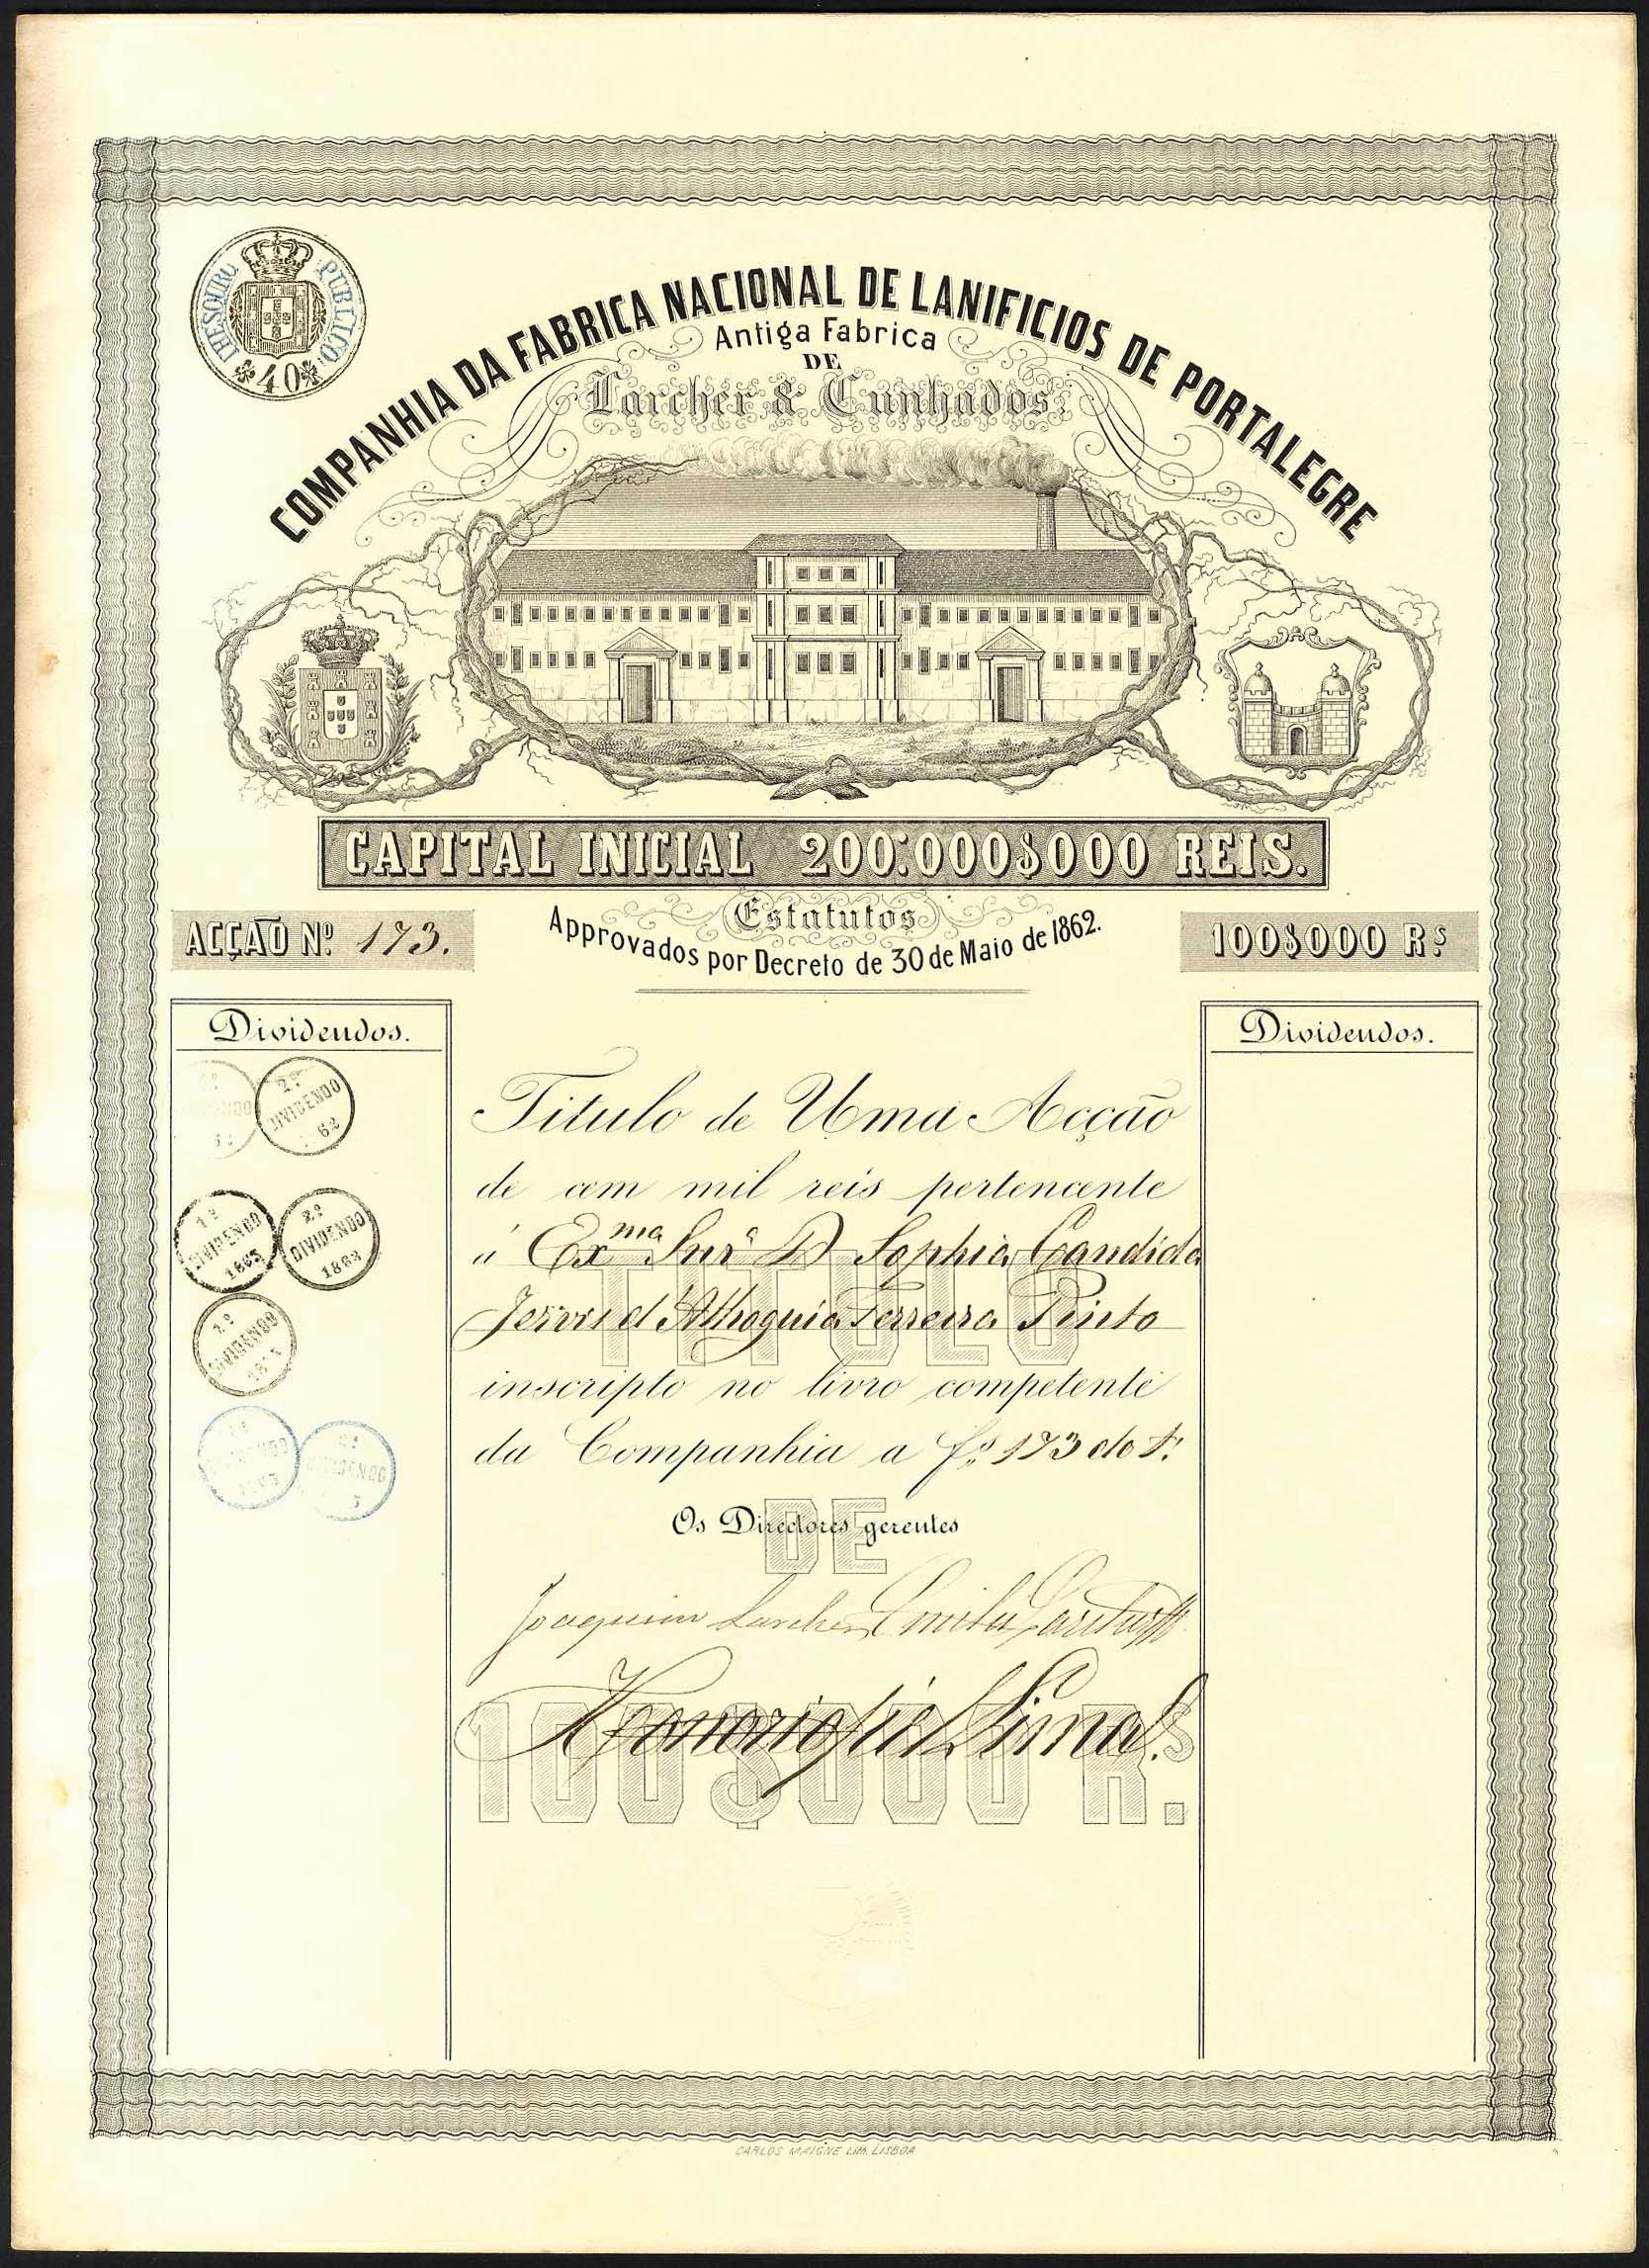 THESOURO PUBLICO
40
COMPANHIA DA FABRICA NACIONAL DE LANIFICIOS DE PORTALEGRE
Antiga Fabrica
DE
Larcher & Cunhados
CAPITAL INICIAL 200:000$000 REIS.
ACÇÃO Nº 173.
Estatutos
Approvados por Decreto de 30 de Maio de 1862.
100$000 RS
Dividendos.
Dividendos.
2º DIVIDENDO 62
1º DIVIDENDO 1863
2º DIVIDENDO 1863
1º DIVIDENDO
DIVIDENDO
Titulo de Uma Acção
de cem mil reis pertencente
á Exma Snrª D Sophia Candida
Jervis d'Athoguia Ferreira Pinto
inscripto no livro competente
da Companhia a fs 173 do 1º
TITULO
DE
100$000 RS.
Os Directores gerentes
Joaquim Larcher
Lima
CARLOS MAIGNE Lith. LISBOA